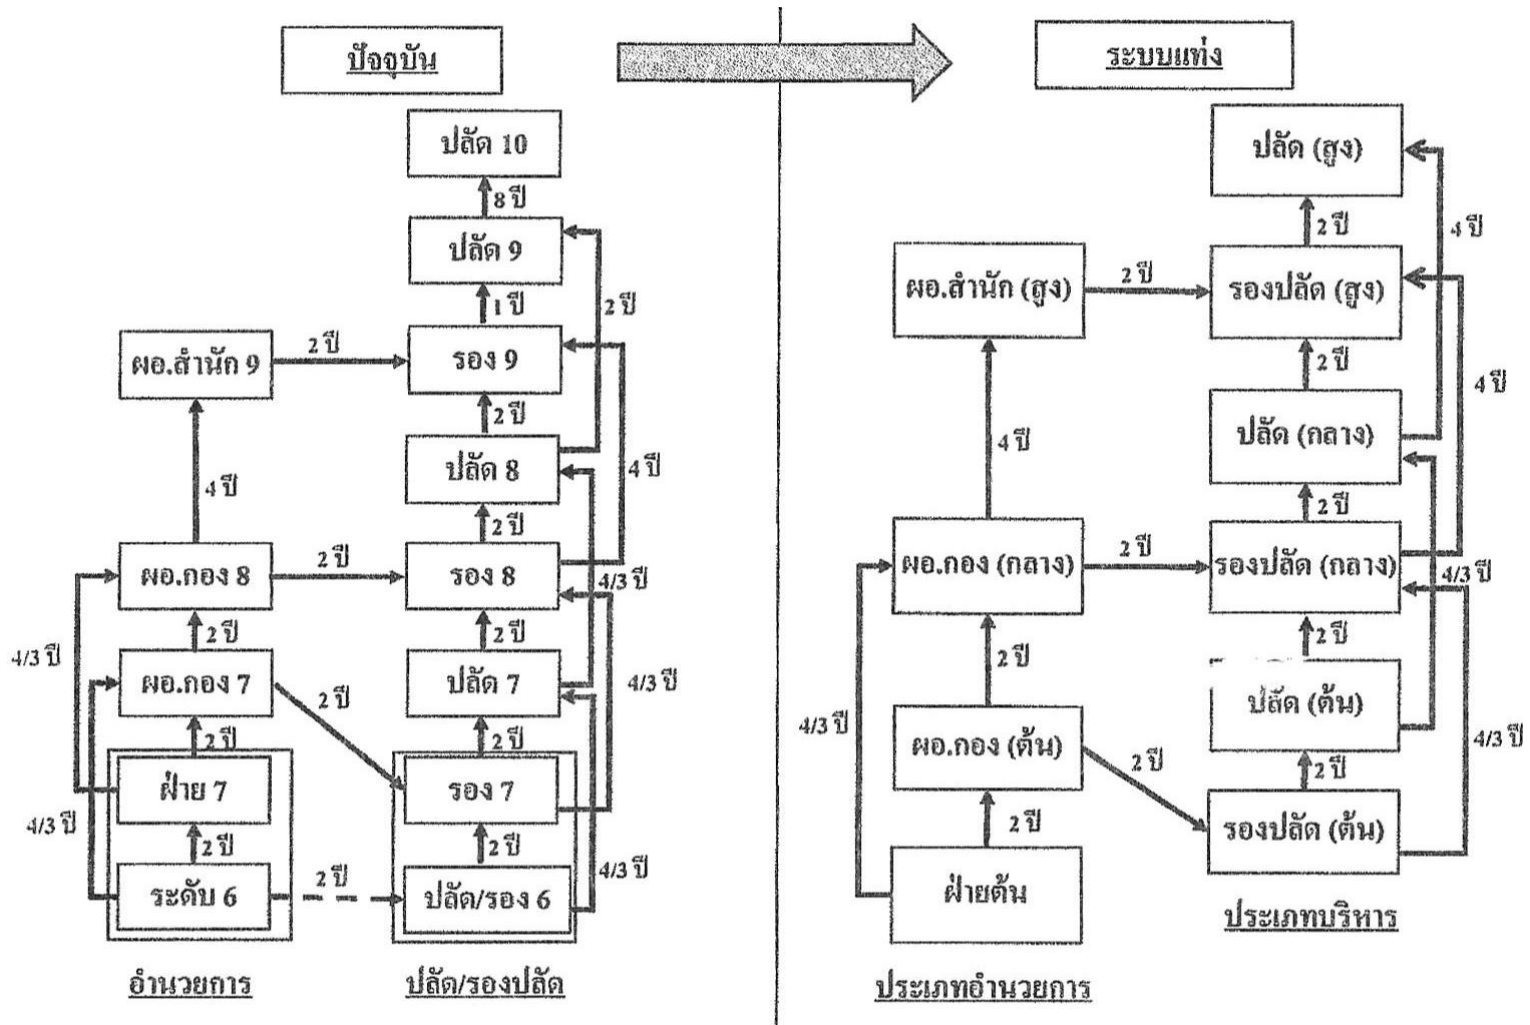 ปัจจุบัน
ระบบแท่ง
ปลัด 10
8 ปี
ปลัด 9
1 ปี
2 ปี
ผอ.สำนัก 9
2 ปี
รอง 9
2 ปี
ปลัด 8
4 ปี
4 ปี
2 ปี
ผอ.กอง 8
2 ปี
รอง 8
4/3 ปี
2 ปี
2 ปี
4/3 ปี
ผอ.กอง 7
2 ปี
ปลัด 7
4/3 ปี
2 ปี
2 ปี
ฝ่าย 7
รอง 7
4/3 ปี
2 ปี
2 ปี
4/3 ปี
ระดับ 6
2 ปี
ปลัด/รอง 6
อำนวยการ
ปลัด/รองปลัด
ปลัด (สูง)
2 ปี
4 ปี
ผอ.สำนัก (สูง)
2 ปี
รองปลัด (สูง)
2 ปี
4 ปี
ปลัด (กลาง)
4 ปี
2 ปี
ผอ.กอง (กลาง)
2 ปี
รองปลัด (กลาง)
4/3 ปี
2 ปี
2 ปี
ปลัด (ต้น)
4/3 ปี
ผอ.กอง (ต้น)
2 ปี
2 ปี
4/3 ปี
2 ปี
รองปลัด (ต้น)
ฝ่ายต้น
ประเภทบริหาร
ประเภทอำนวยการ